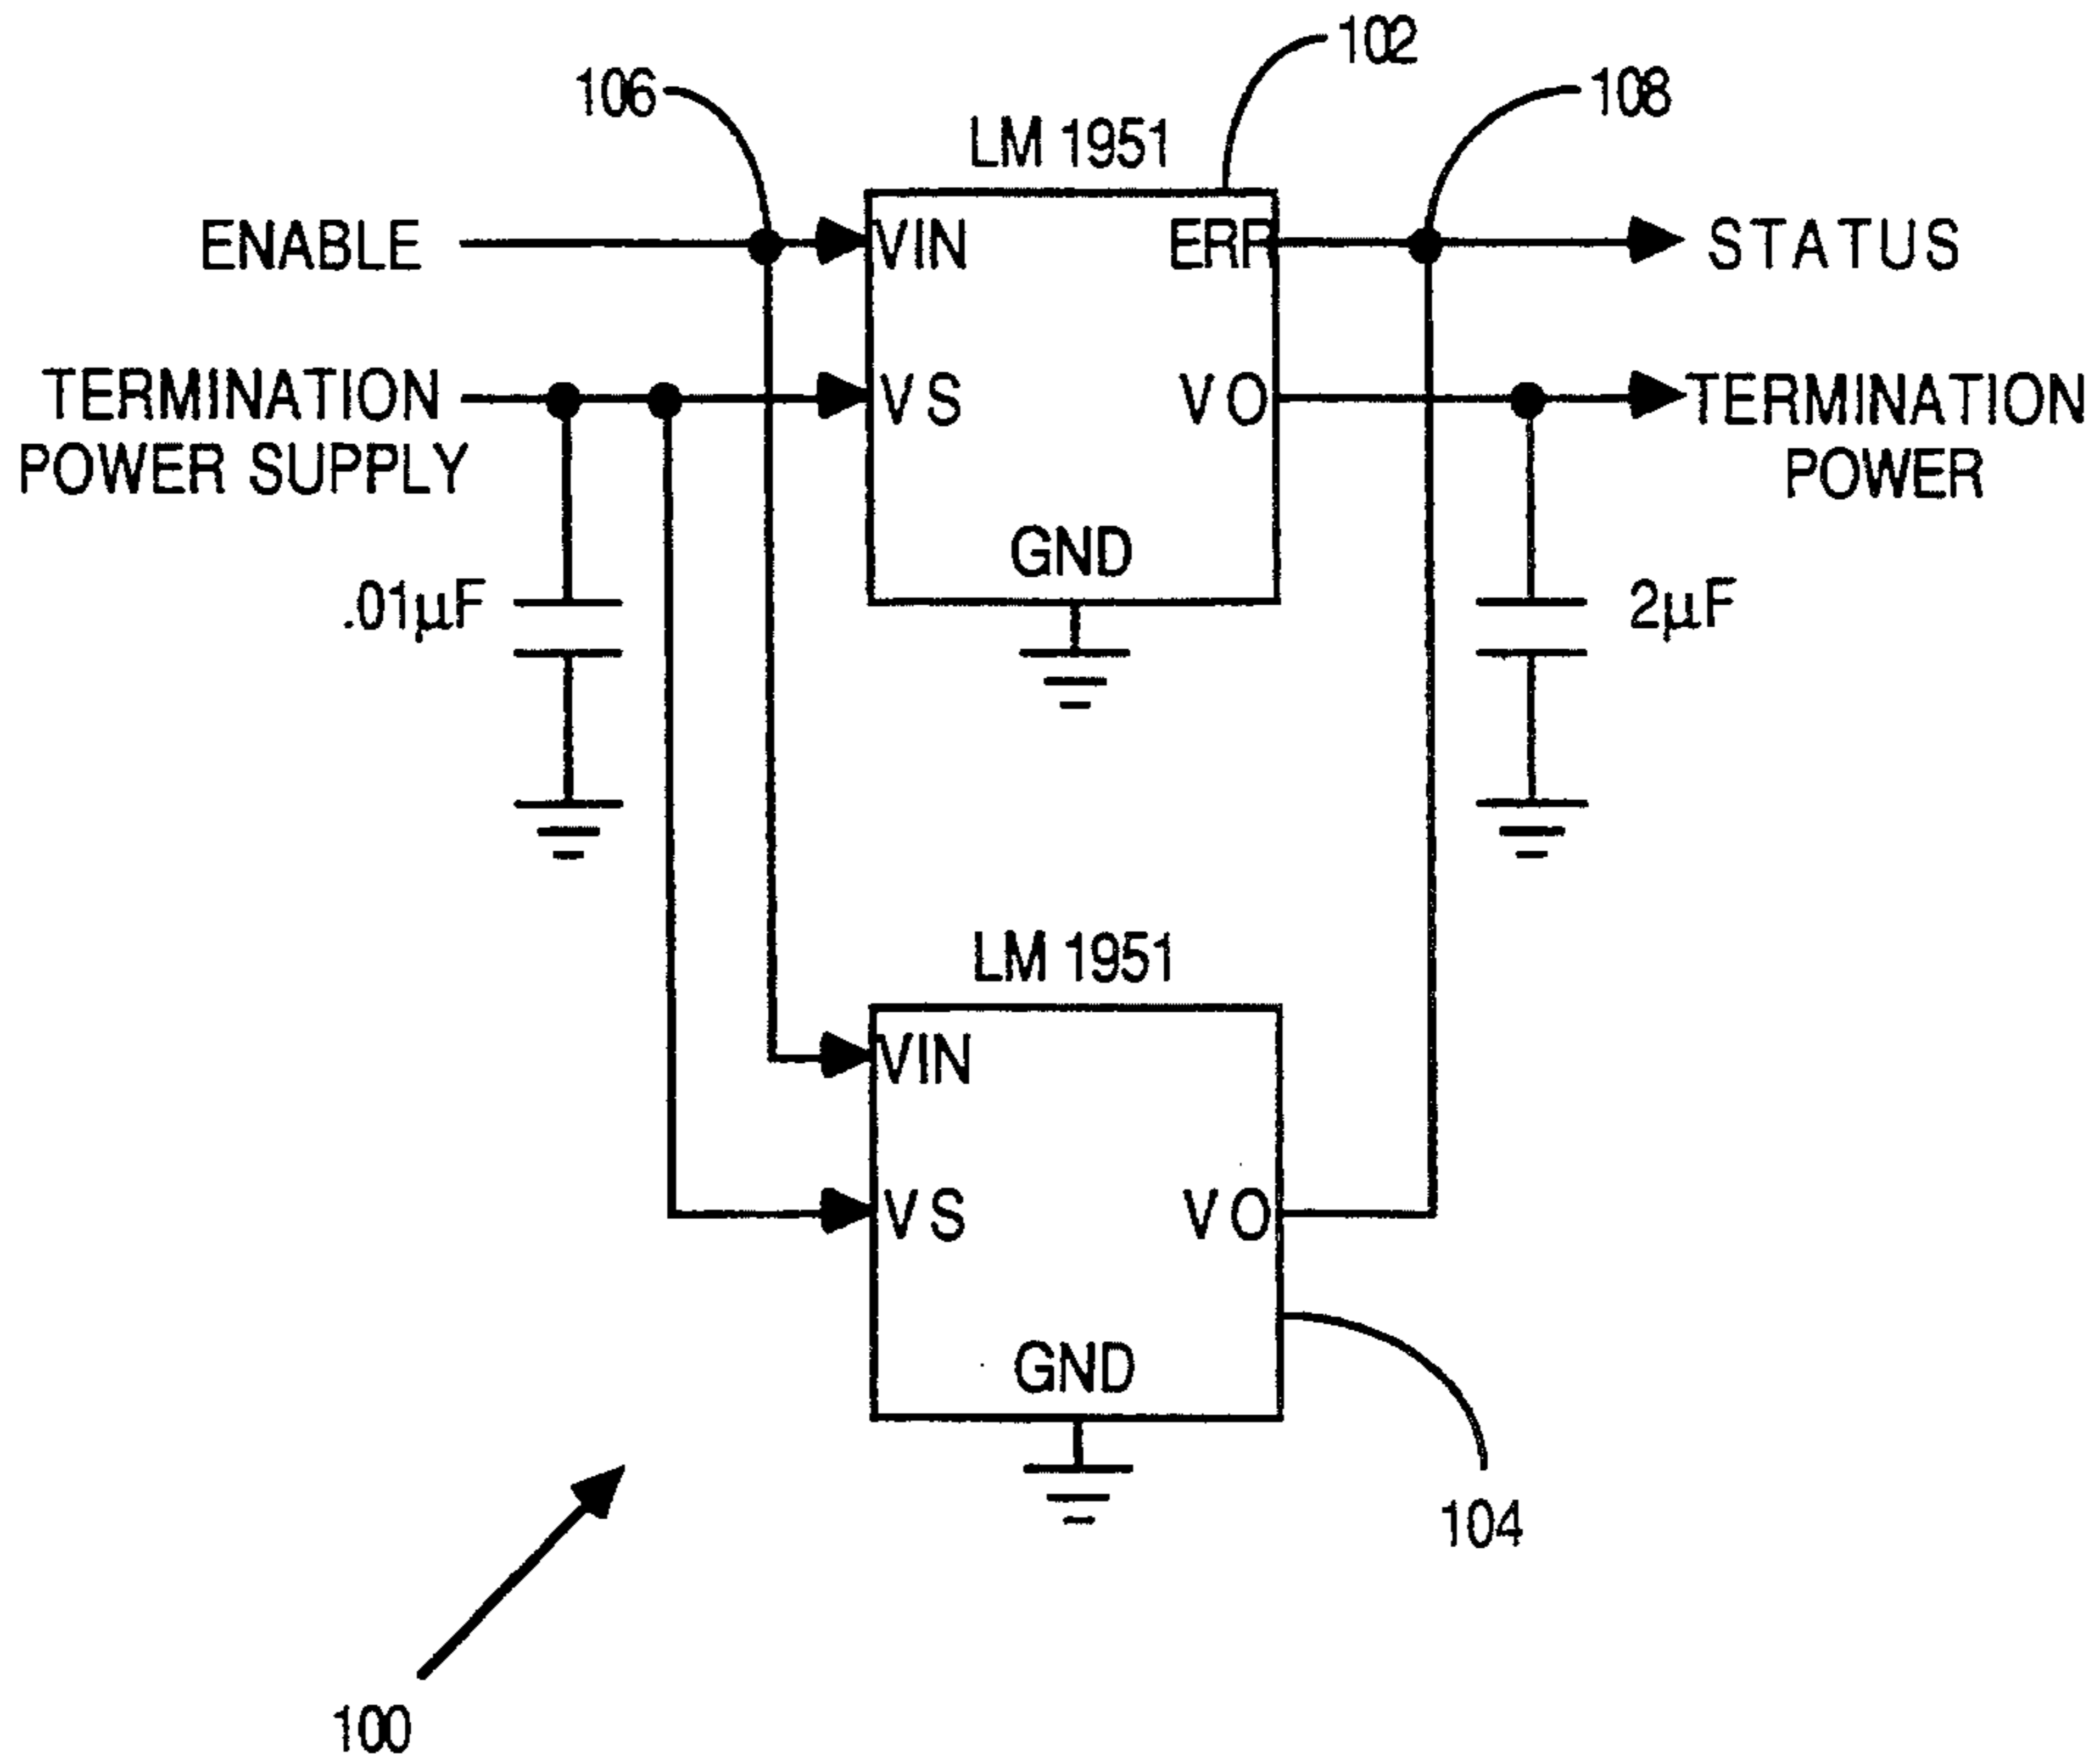 102
106
108
LM 1951
ENABLE
VIN
ERR
STATUS
TERMINATION
POWER SUPPLY
VS
VO
TERMINATION
POWER
GND
.01µF
2µF
LM 1951
VIN
VS
VO
GND
104
100